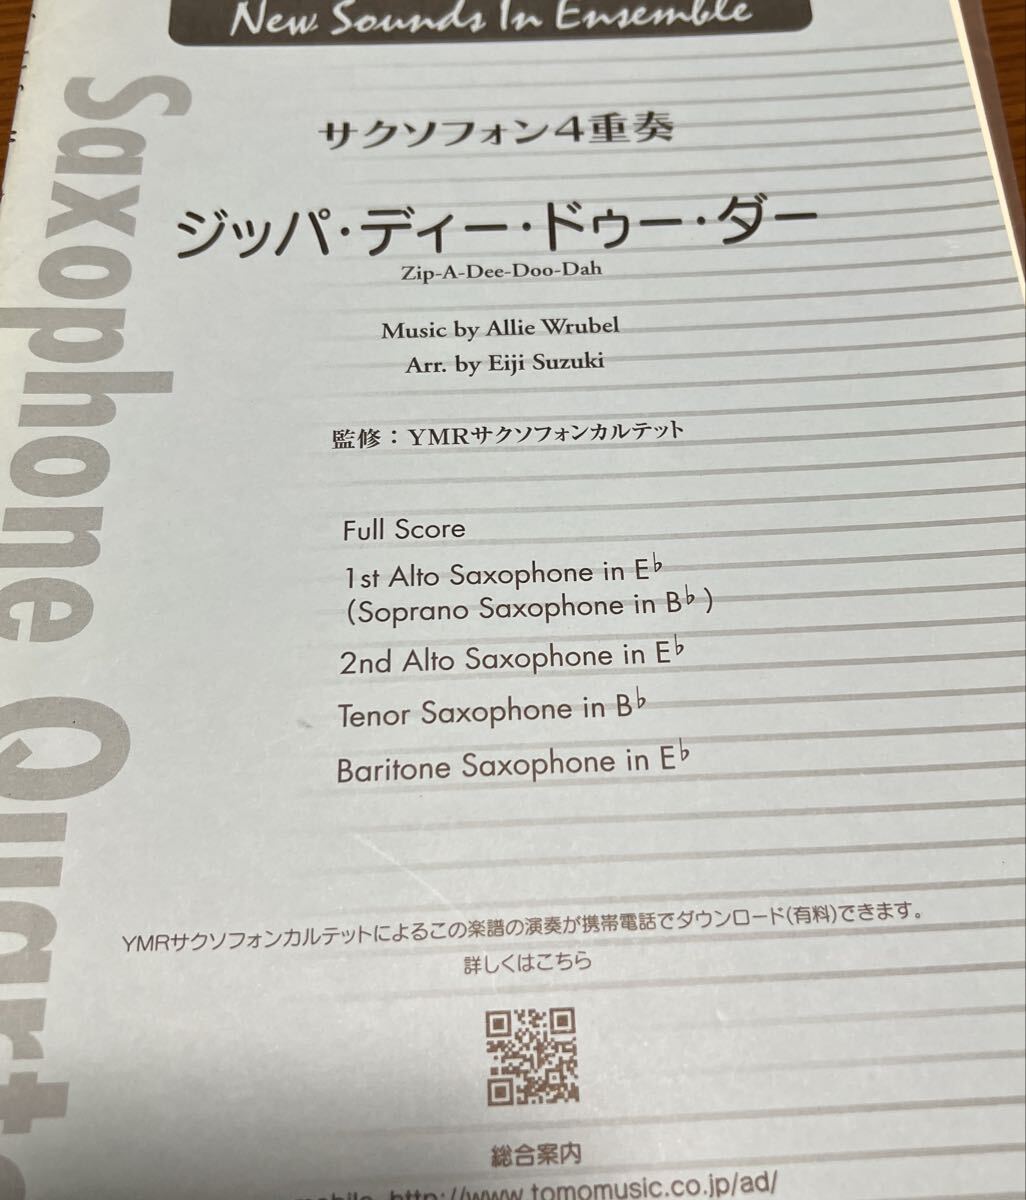 New Sounds In Ensemble
サクソフォン4重奏
ジッパ・ディー・ドゥー・ダー
Zip-A-Dee-Doo-Dah
Music by Allie Wrubel
Arr. by Eiji Suzuki
監修：YMRサクソフォンカルテット
Full Score
1st Alto Saxophone in E♭
(Soprano Saxophone in B♭)
2nd Alto Saxophone in E♭
Tenor Saxophone in B♭
Baritone Saxophone in E♭
YMRサクソフォンカルテットによるこの楽譜の演奏が携帯電話でダウンロード(有料)できます。
詳しくはこちら
総合案内
http://www.tomomusic.co.jp/ad/
Saxophone Quart